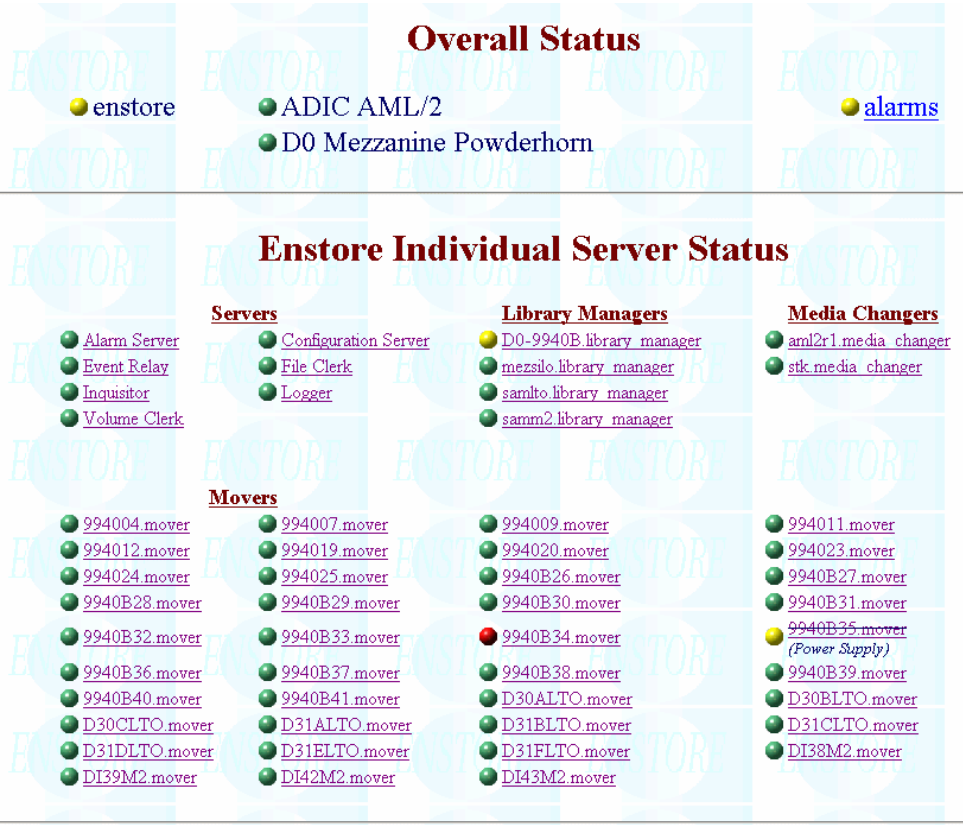 Overall Status
enstore ADIC AML/2 alarms
D0 Mezzanine Powderhorn
Enstore Individual Server Status
Servers Library Managers Media Changers
Alarm Server Configuration Server D0-9940B.library_manager aml2r1.media_changer
Event Relay File Clerk mezsilo.library_manager stk.media_changer
Inquisitor Logger samlto.library_manager
Volume Clerk samm2.library_manager
Movers
994004.mover 994007.mover 994009.mover 994011.mover
994012.mover 994019.mover 994020.mover 994023.mover
994024.mover 994025.mover 9940B26.mover 9940B27.mover
9940B28.mover 9940B29.mover 9940B30.mover 9940B31.mover
9940B32.mover 9940B33.mover 9940B34.mover 9940B35.mover
(Power Supply)
9940B36.mover 9940B37.mover 9940B38.mover 9940B39.mover
9940B40.mover 9940B41.mover D30ALTO.mover D30BLTO.mover
D30CLTO.mover D31ALTO.mover D31BLTO.mover D31CLTO.mover
D31DLTO.mover D31ELTO.mover D31FLTO.mover DI38M2.mover
DI39M2.mover DI42M2.mover DI43M2.mover